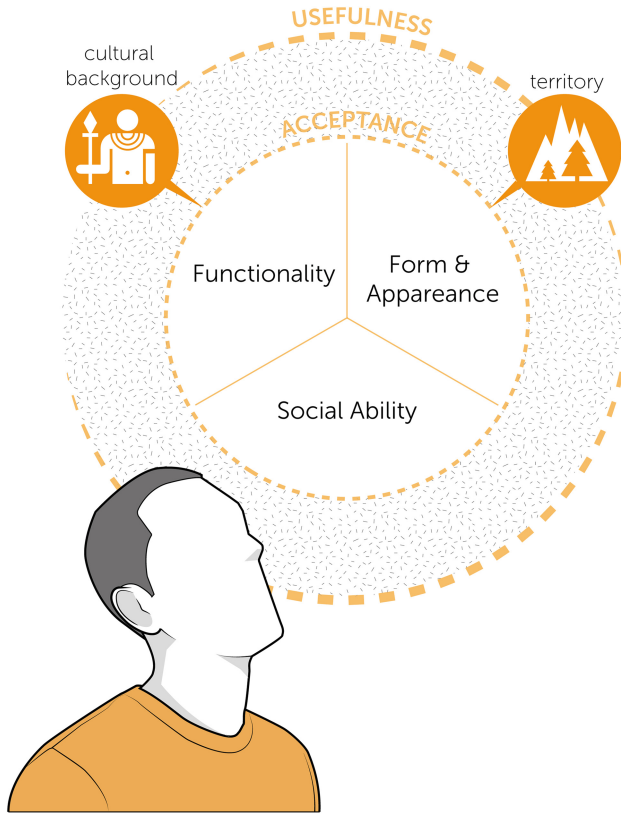 USEFULNESS
cultural
background
territory
ACCEPTANCE
Functionality
Form &
Appareance
Social Ability